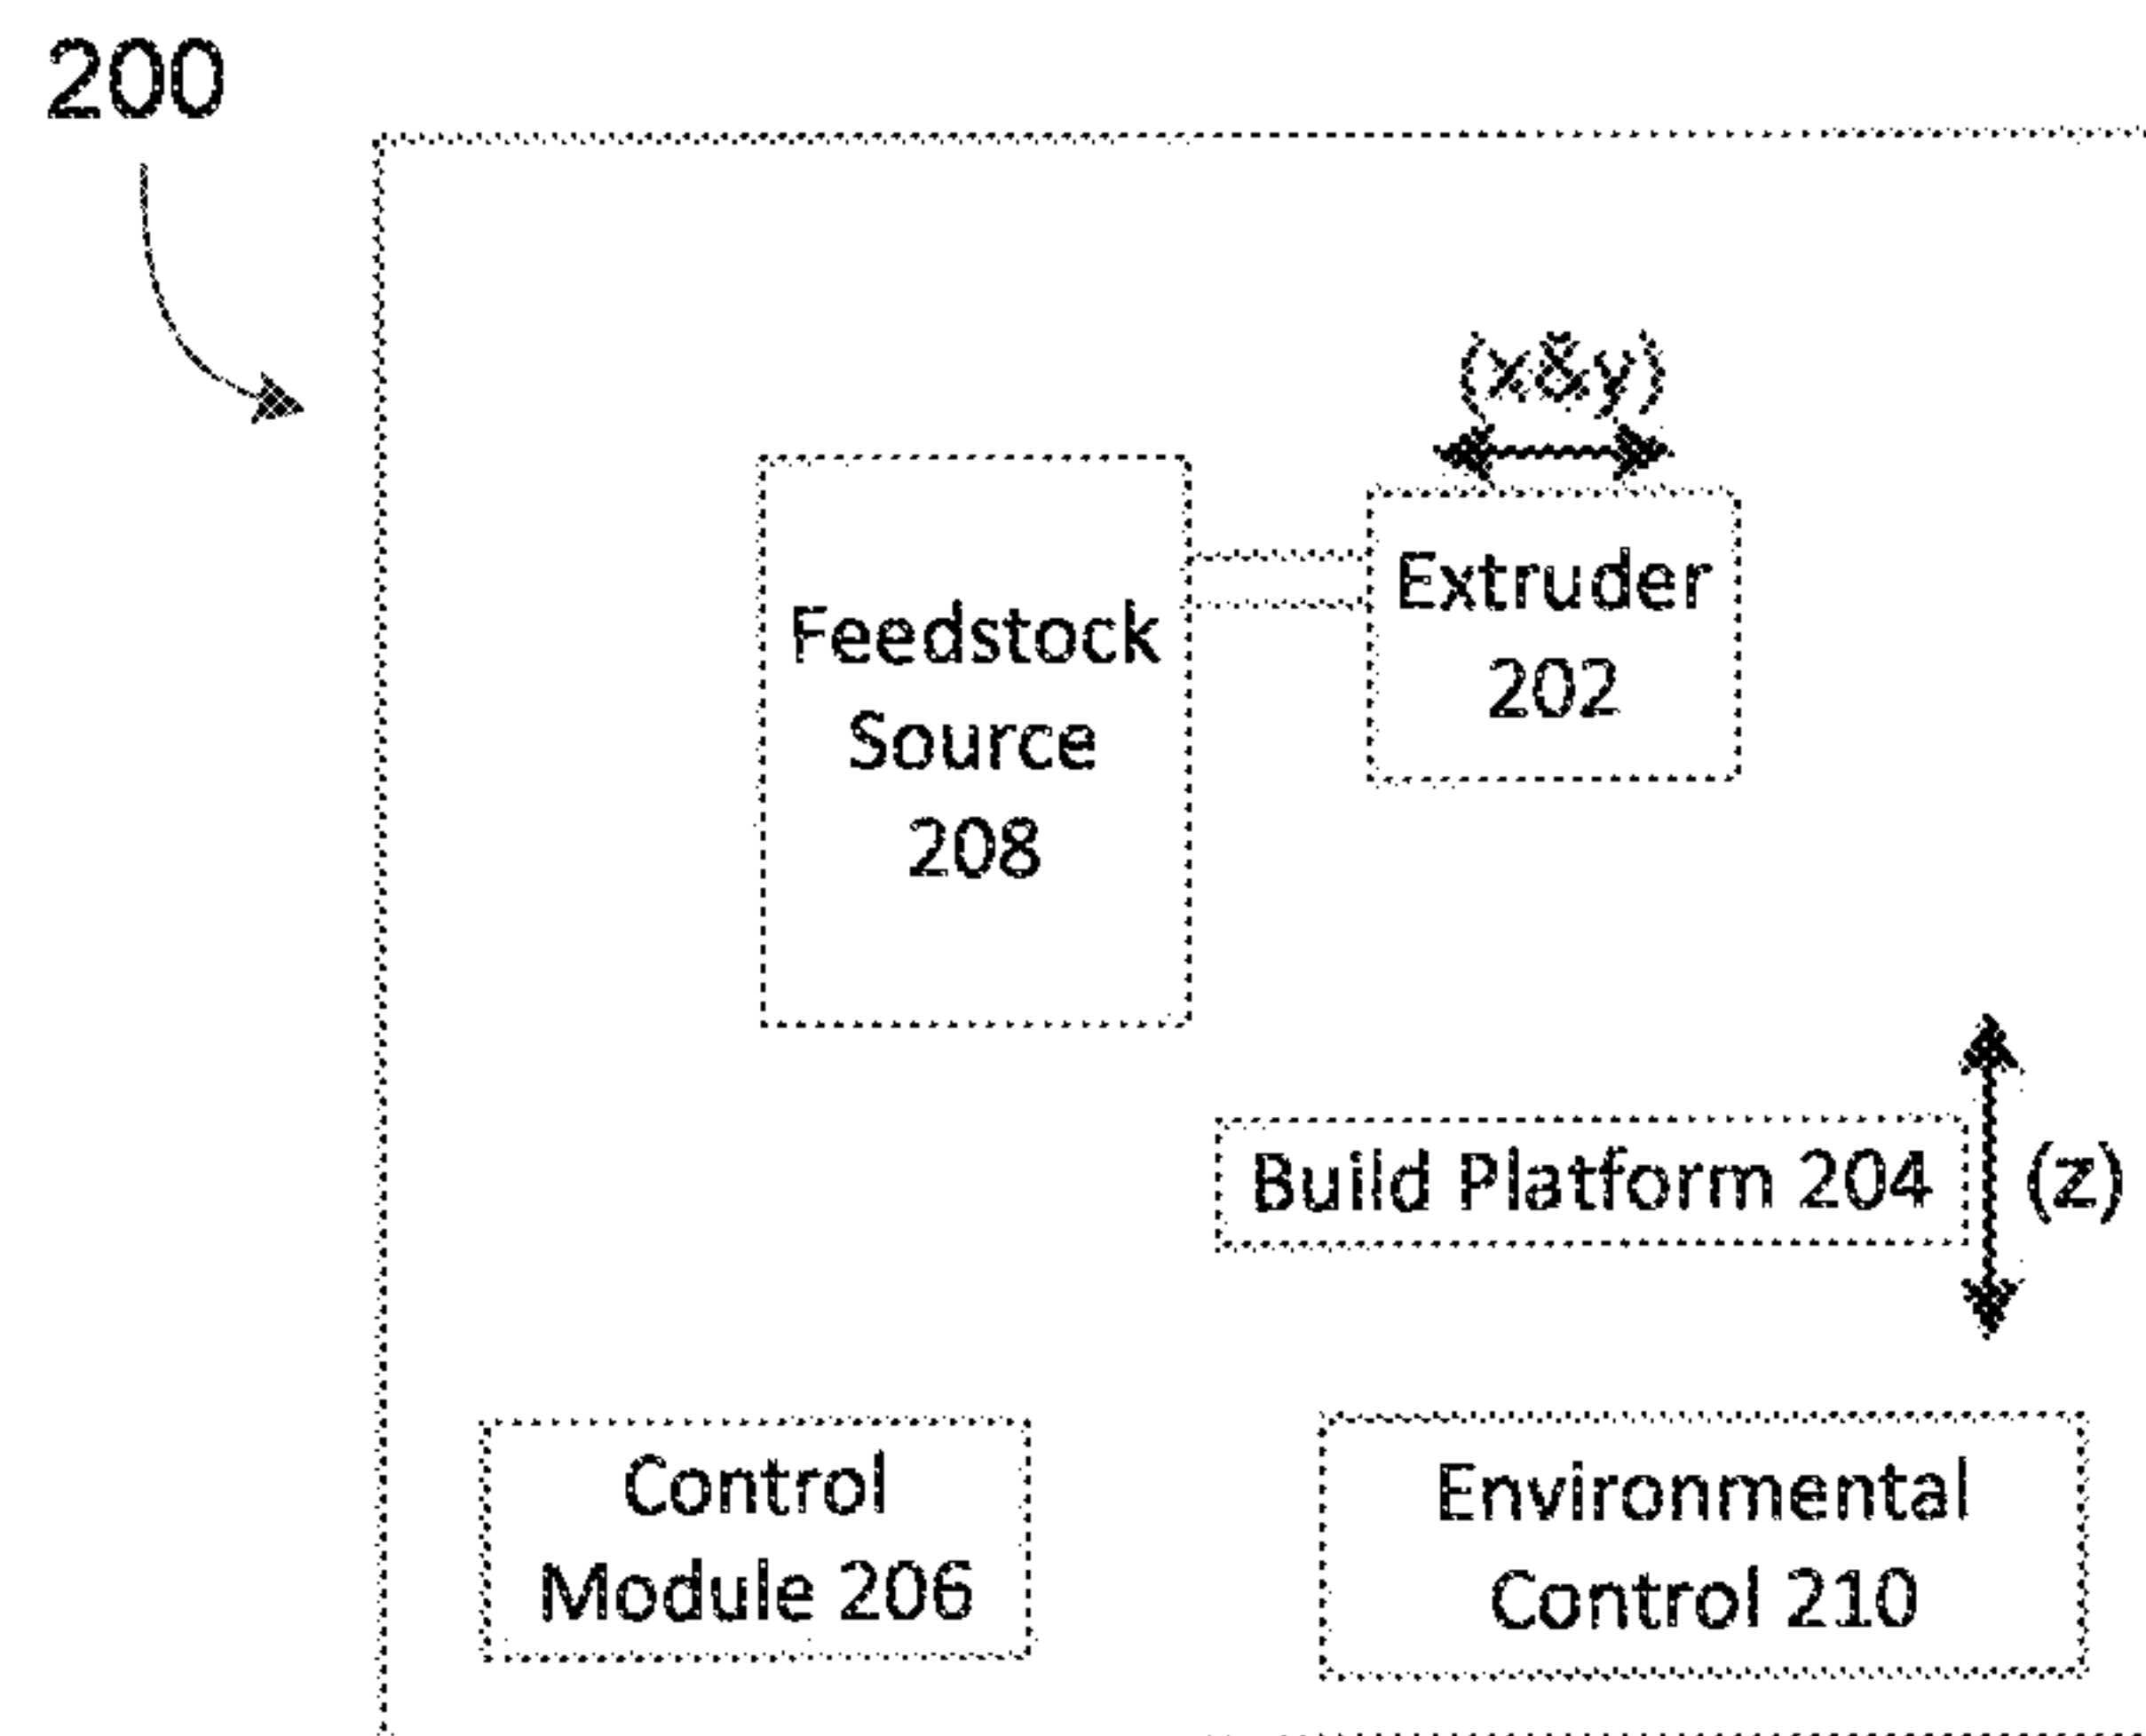 200
(x&y)
Extruder
202
Feedstock
Source
208
Build Platform 204
(z)
Control
Module 206
Environmental
Control 210